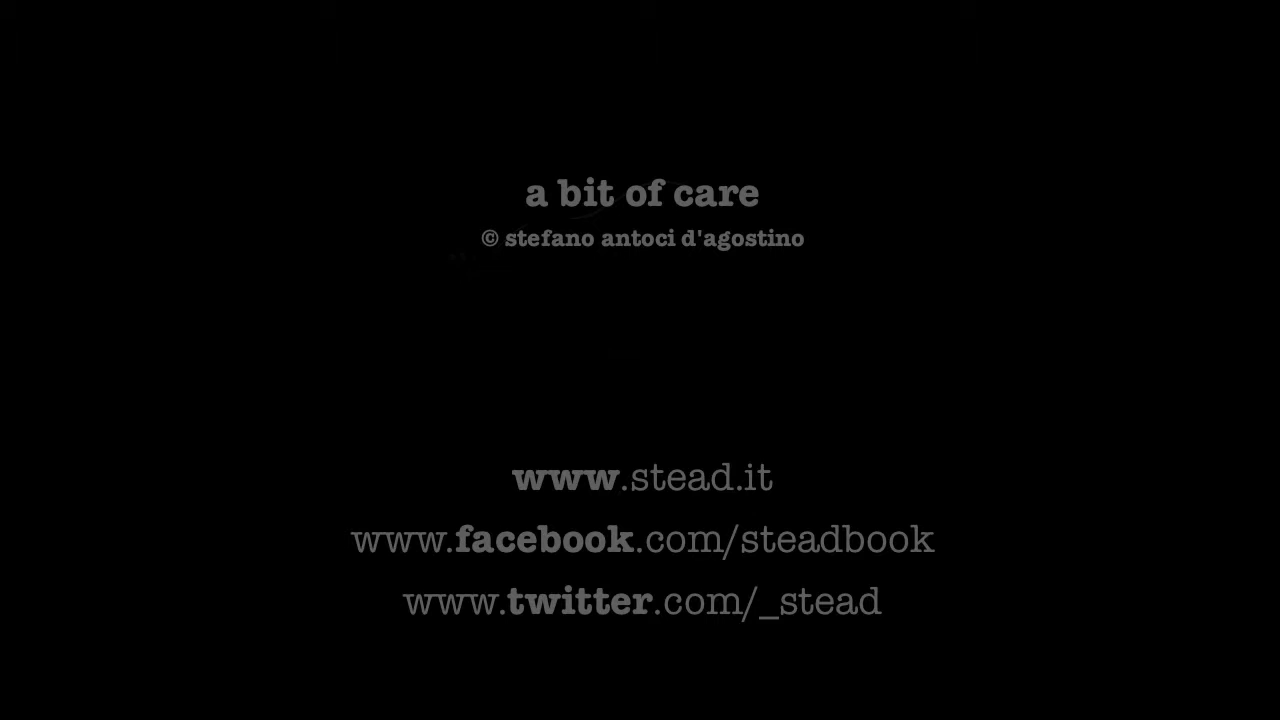 a bit of care
© stefano antoci d'agostino
www.stead.it
www.facebook.com/steadbook
www.twitter.com/_stead